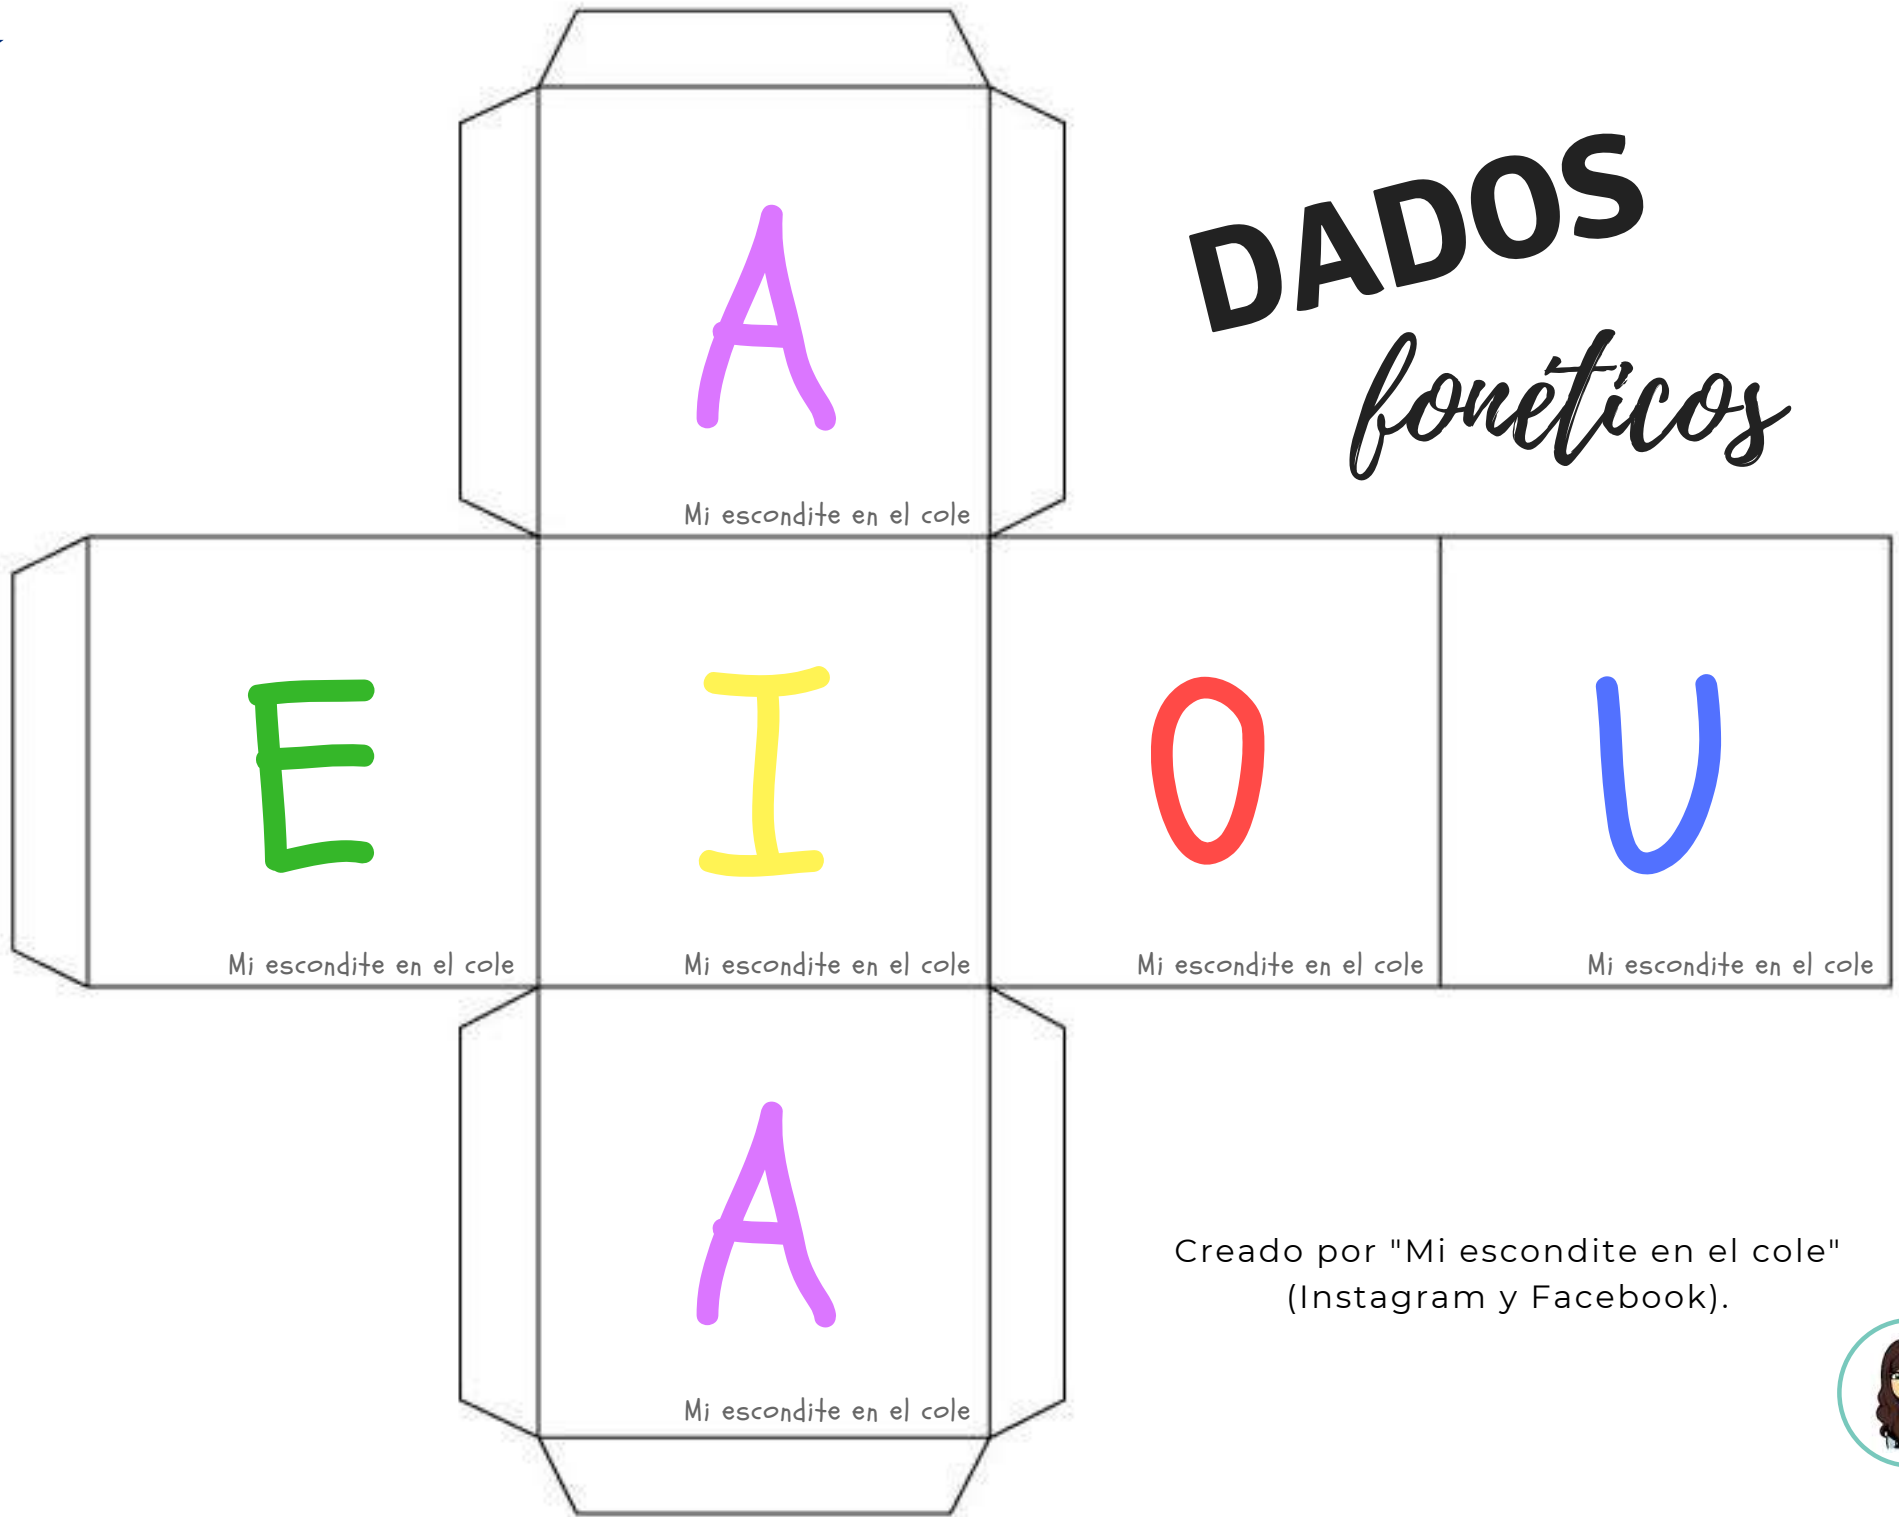 DADOS
fonéticos
A
Mi escondite en el cole
E
I
O
U
Mi escondite en el cole
Mi escondite en el cole
Mi escondite en el cole
Mi escondite en el cole
A
Mi escondite en el cole
Creado por "Mi escondite en el cole"
(Instagram y Facebook).